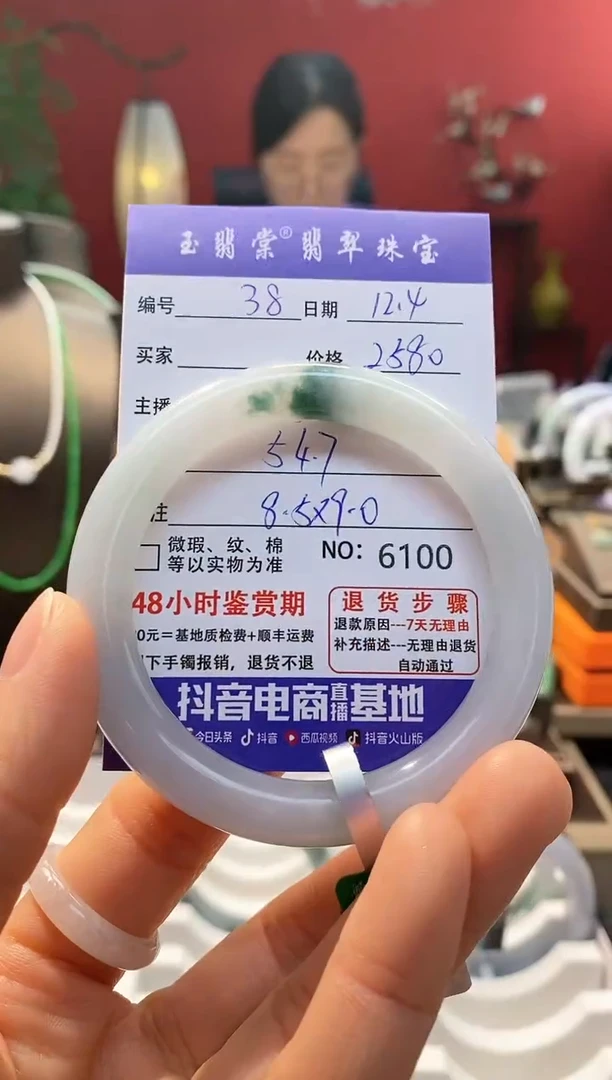 玉翡棠®翡翠珠宝
编号 38 日期 12.4
买家 价格 2580
主播
54.7
注 8.5x9.0
微瑕、纹、棉
等以实物为准
NO: 6100
48小时鉴赏期
0元=基地质检费+顺丰运费
下手镯报销，退货不退
退货步骤
退款原因---7天无理由
补充描述---无理由退货
自动通过
抖音电商直播基地
今日头条 抖音 西瓜视频 抖音火山版